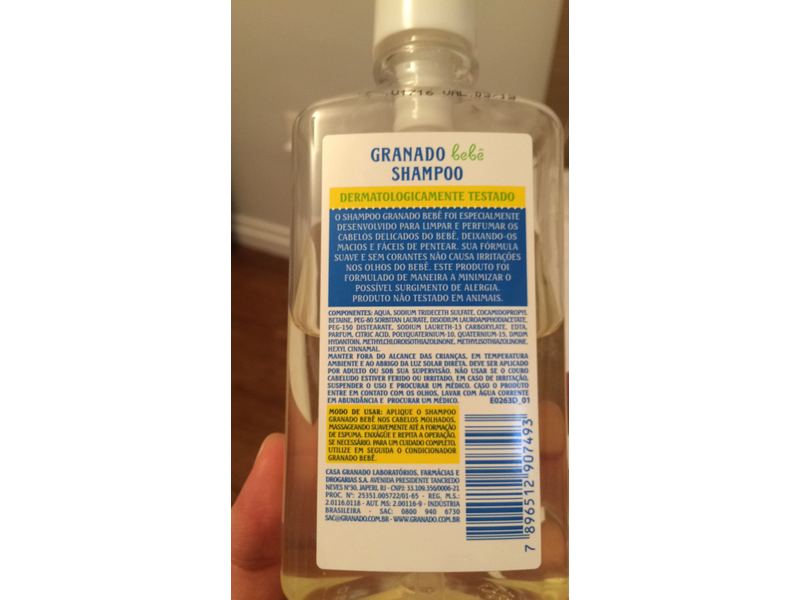 01/16 VAL 03/19
GRANADO bebê
SHAMPOO
DERMATOLOGICAMENTE TESTADO
O SHAMPOO GRANADO BEBÊ FOI ESPECIALMENTE
DESENVOLVIDO PARA LIMPAR E PERFUMAR OS
CABELOS DELICADOS DO BEBÊ, DEIXANDO-OS
MACIOS E FÁCEIS DE PENTEAR. SUA FÓRMULA
SUAVE E SEM CORANTES NÃO CAUSA IRRITAÇÕES
NOS OLHOS DO BEBÊ. ESTE PRODUTO FOI
FORMULADO DE MANEIRA A MINIMIZAR O
POSSÍVEL SURGIMENTO DE ALERGIA.
PRODUTO NÃO TESTADO EM ANIMAIS.
COMPONENTES: AQUA, SODIUM TRIDECETH SULFATE, COCAMIDOPROPYL
BETAINE, PEG-80 SORBITAN LAURATE, DISODIUM LAUROAMPHODIACETATE,
PEG-150 DISTEARATE, SODIUM LAURETH-13 CARBOXYLATE, EDTA,
PARFUM, CITRIC ACID, POLYQUATERNIUM-10, QUATERNIUM-15, DMDM
HYDANTOIN, METHYLCHLOROISOTHIAZOLINONE, METHYLISOTHIAZOLINONE,
HEXYL CINNAMAL.
MANTER FORA DO ALCANCE DAS CRIANÇAS, EM TEMPERATURA
AMBIENTE E AO ABRIGO DA LUZ SOLAR DIRETA. DEVE SER APLICADO
POR ADULTO OU SOB SUA SUPERVISÃO. NÃO USAR SE O COURO
CABELUDO ESTIVER FERIDO OU IRRITADO, EM CASO DE IRRITAÇÃO,
SUSPENDER O USO E PROCURAR UM MÉDICO. CASO O PRODUTO
ENTRE EM CONTATO COM OS OLHOS, LAVAR COM ÁGUA CORRENTE
EM ABUNDÂNCIA E PROCURAR UM MÉDICO. E0263D_01
MODO DE USAR: APLIQUE O SHAMPOO
GRANADO BEBÊ NOS CABELOS MOLHADOS,
MASSAGEANDO SUAVEMENTE ATÉ A FORMAÇÃO
DE ESPUMA. ENXÁGÜE E REPITA A OPERAÇÃO,
SE NECESSÁRIO. PARA UM CUIDADO COMPLETO,
UTILIZE EM SEGUIDA O CONDICIONADOR
GRANADO BEBÊ.
CASA GRANADO LABORATÓRIOS, FARMÁCIAS E
DROGARIAS S.A. AVENIDA PRESIDENTE TANCREDO
NEVES Nº30, JAPERI, RJ - CNPJ: 33.109.356/0006-21
PROC. Nº: 25351.005722/01-65 - REG. M.S.:
2.0116.0118 - AUT. MS: 2.00116-9 - INDÚSTRIA
BRASILEIRA - SAC: 0800 940 6730
SAC@GRANADO.COM.BR - WWW.GRANADO.COM.BR
7 896512 907493